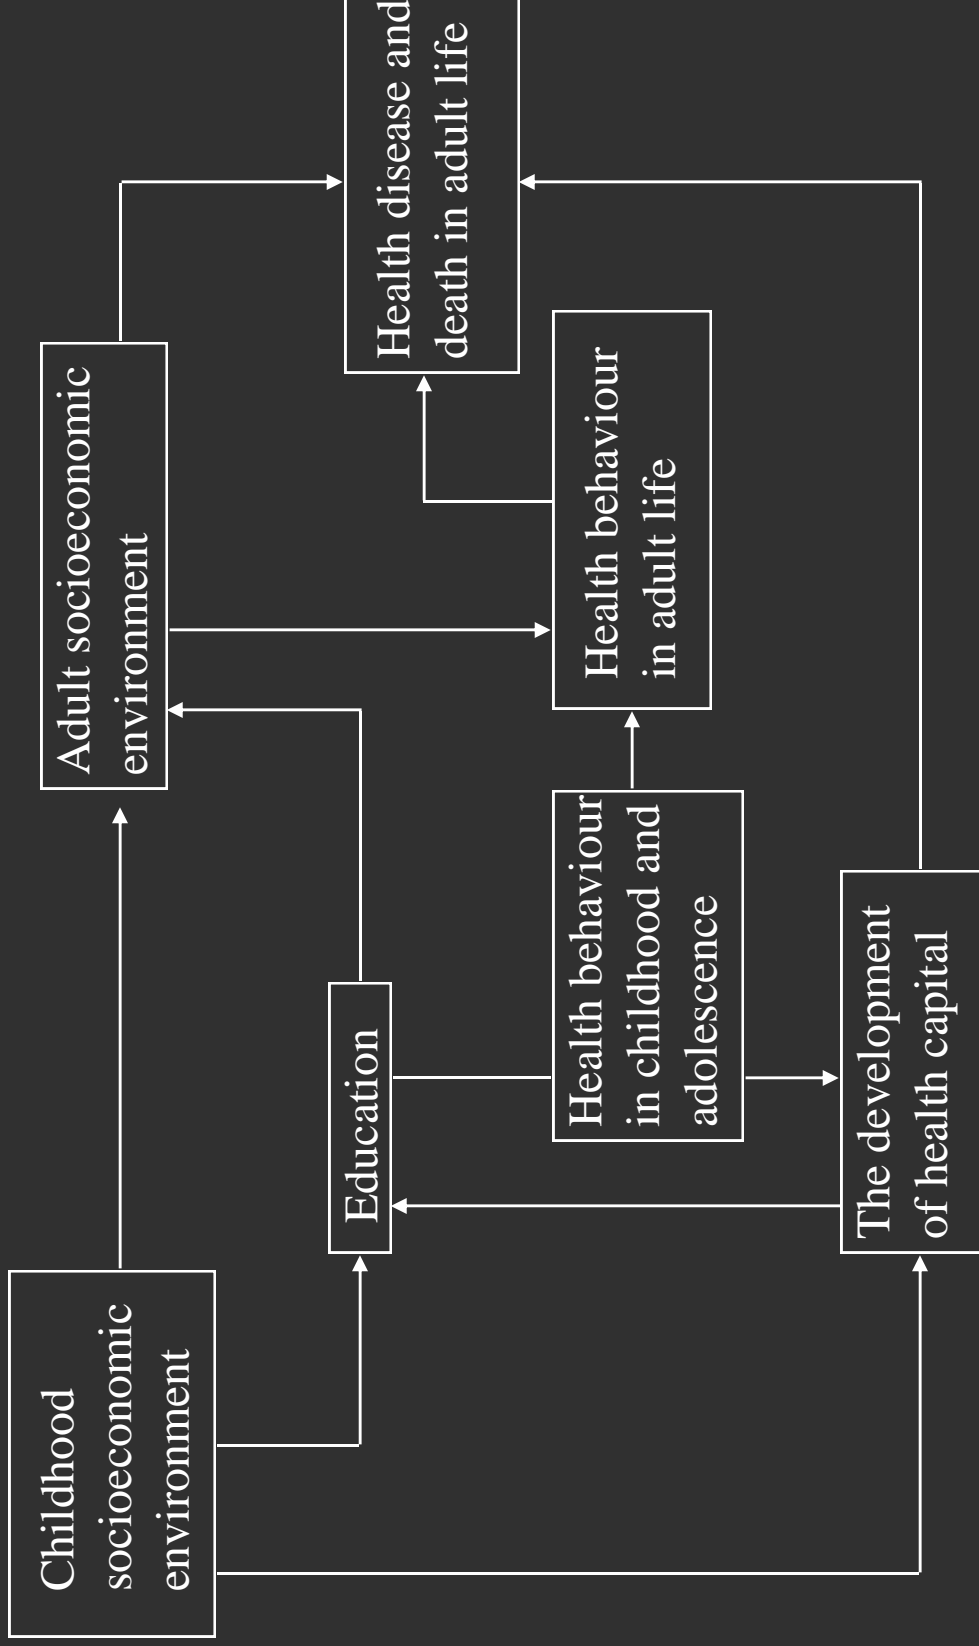 Childhood
socioeconomic
environment
Adult socioeconomic
environment
Education
Health disease and
death in adult life
Health behaviour
in childhood and
adolescence
Health behaviour
in adult life
The development
of health capital